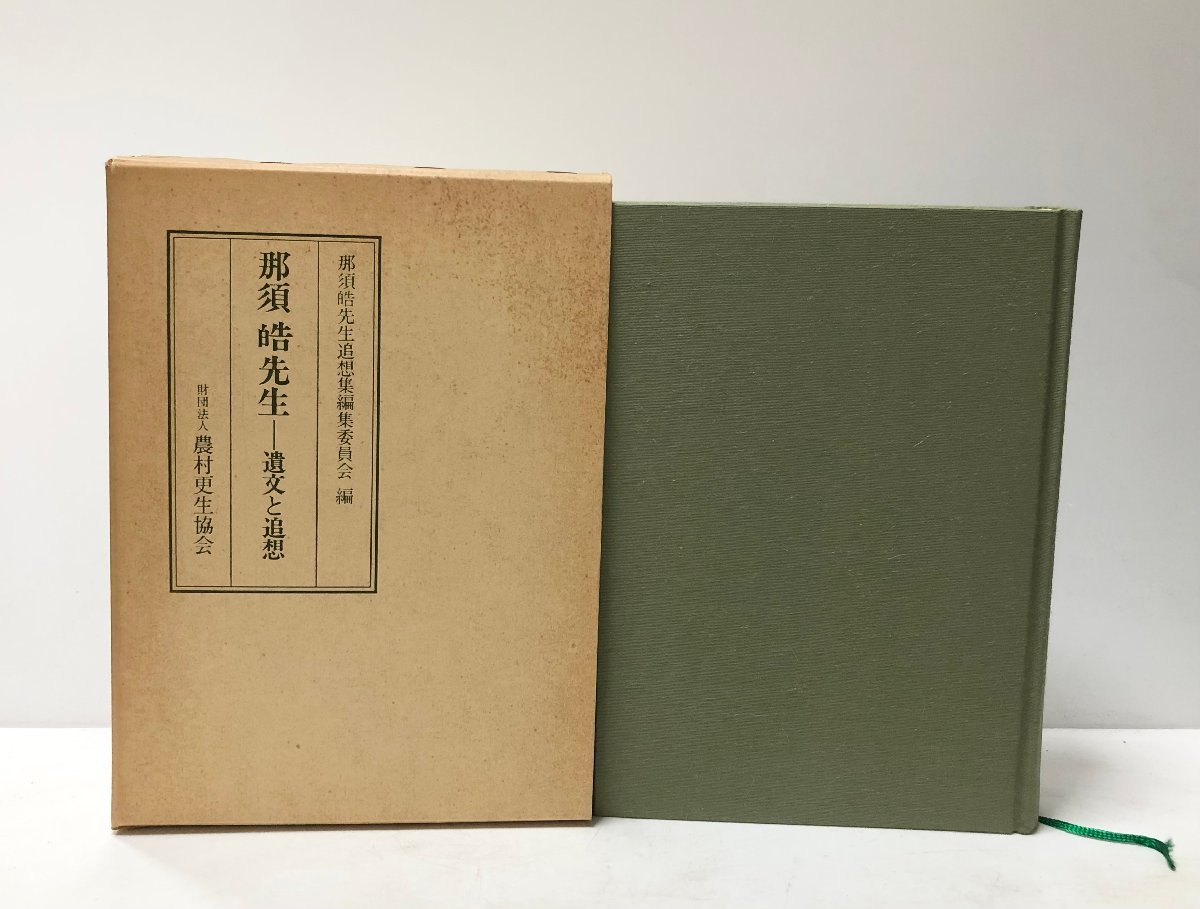 那須皓先生追想集編集委員会 編
那須 皓先生―遺文と追想
財団法人 農村更生協会